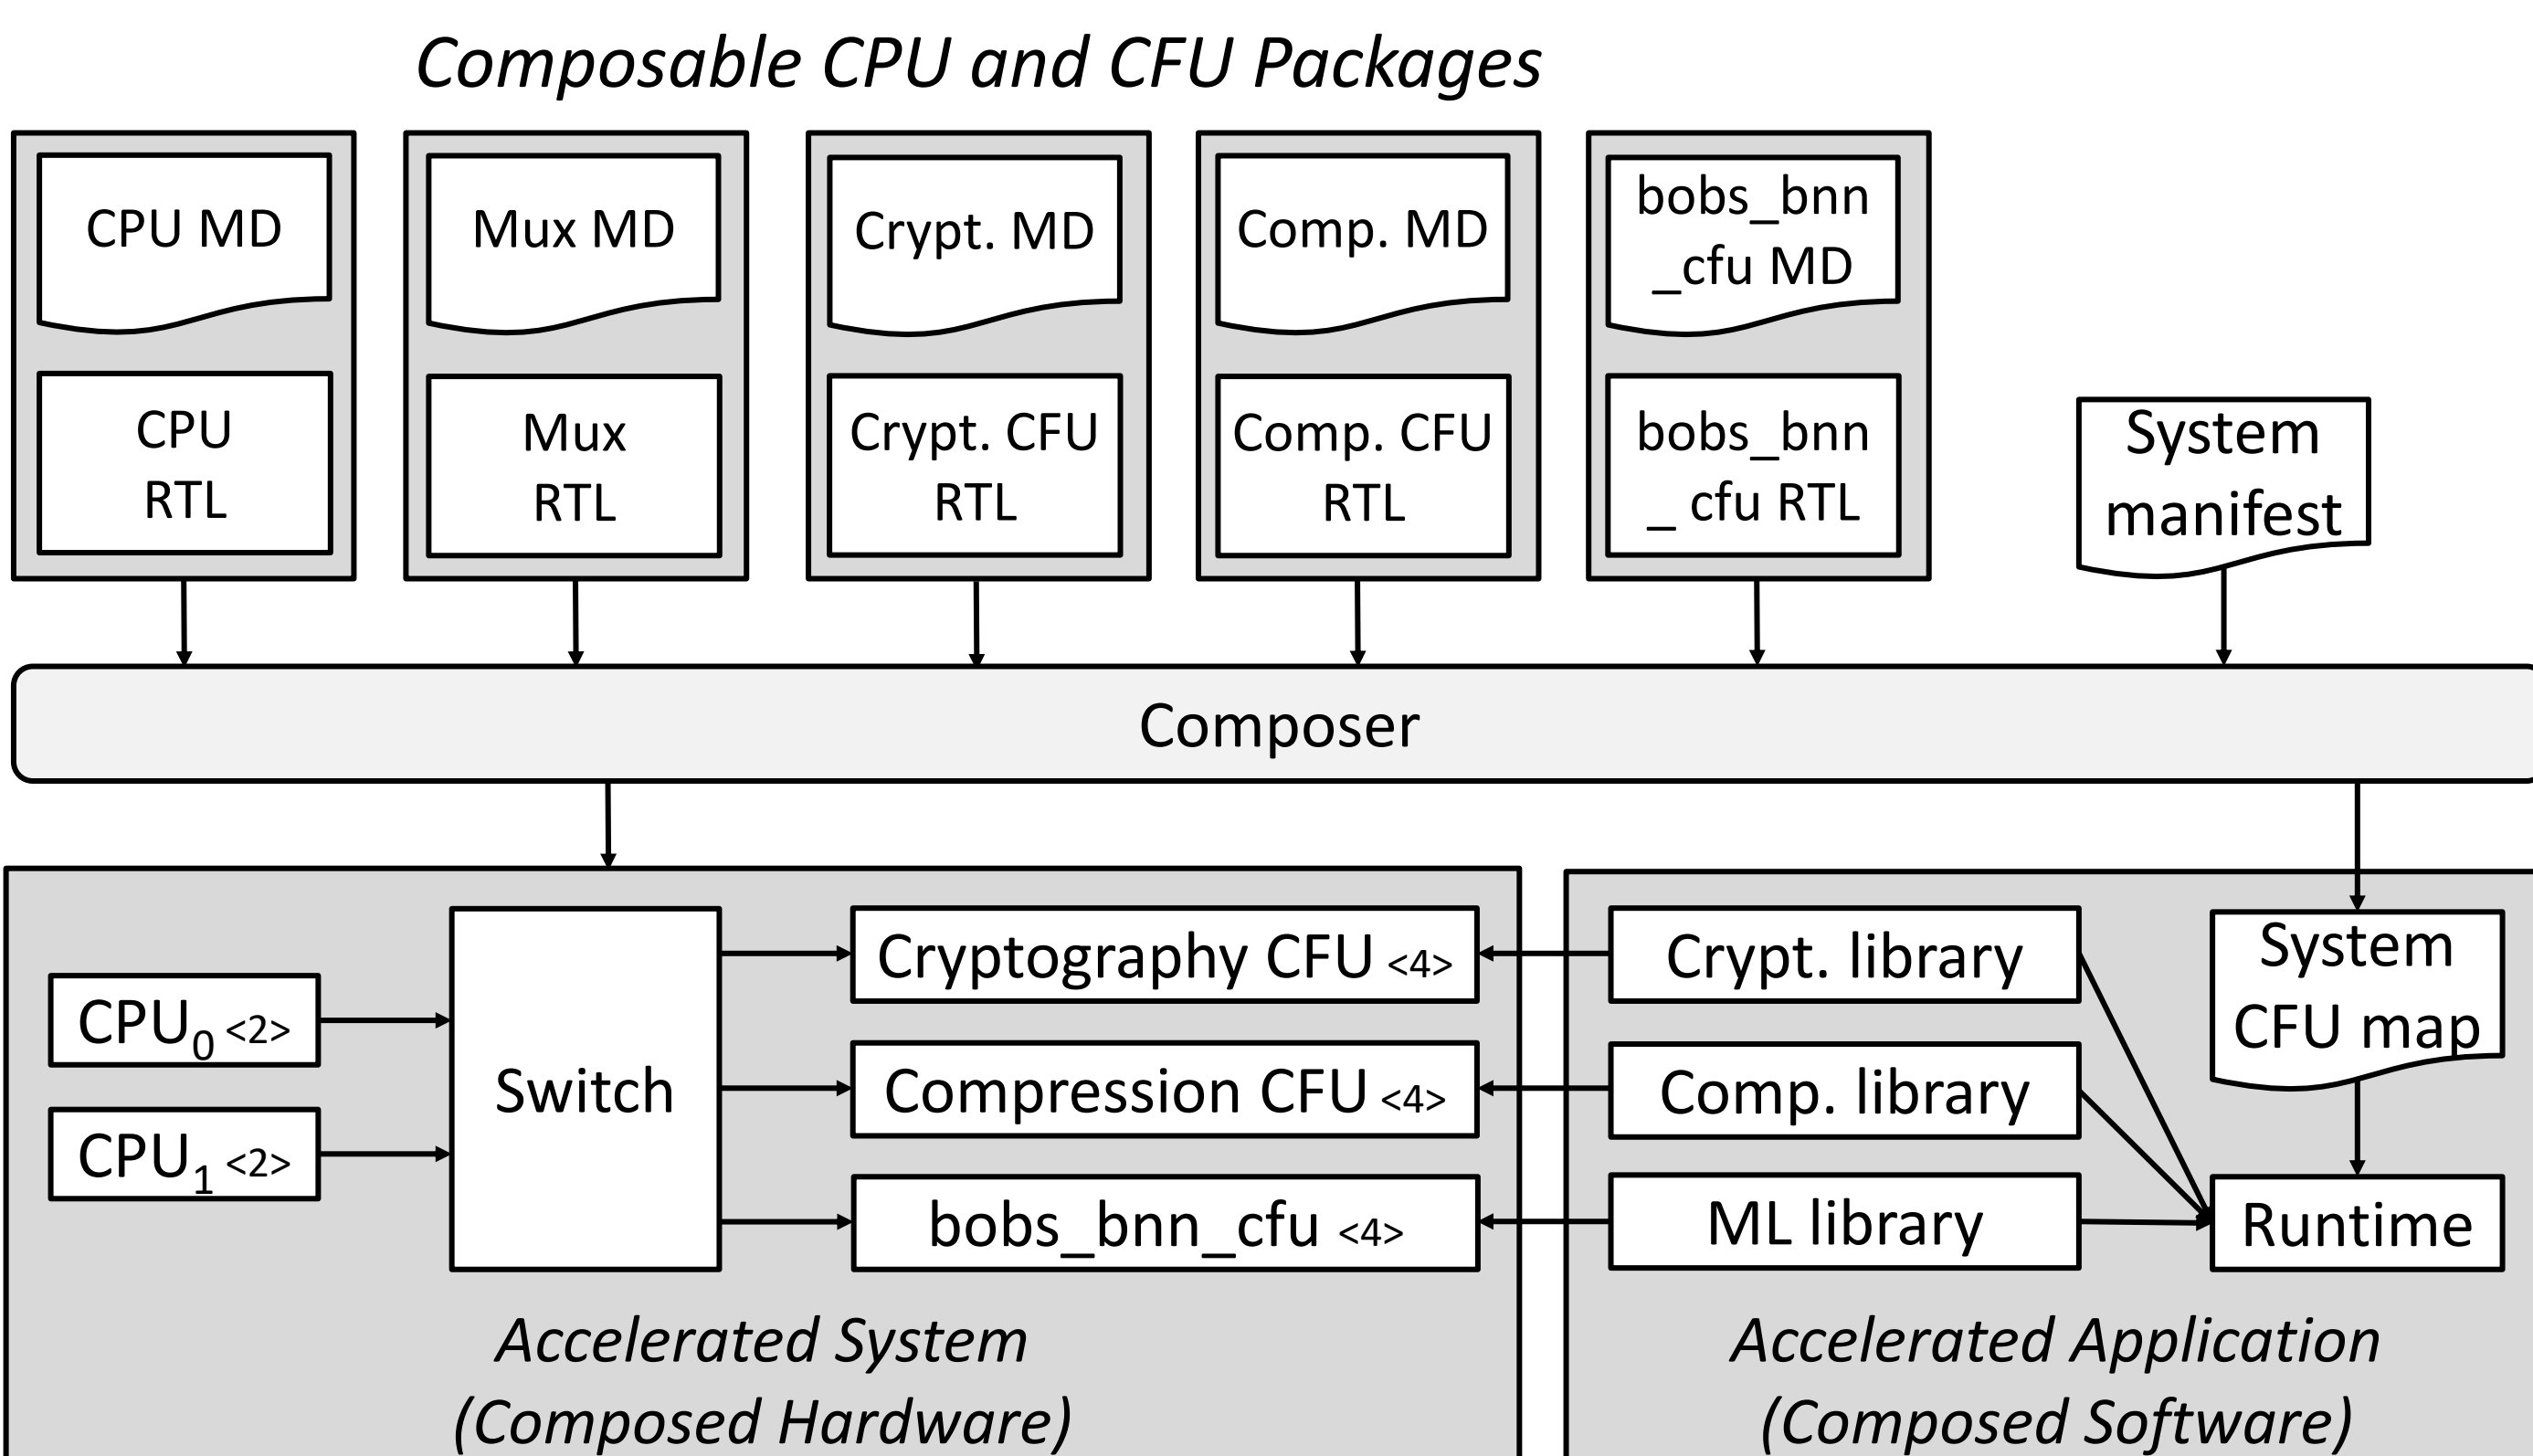 Composable CPU and CFU Packages
CPU MD
CPU
RTL
Mux MD
Mux
RTL
Crypt. MD
Crypt. CFU
RTL
Comp. MD
Comp. CFU
RTL
bobs_bnn
_cfu MD
bobs_bnn
_ cfu RTL
System
manifest
Composer
CPU0 <2>
CPU1 <2>
Switch
Cryptography CFU <4>
Compression CFU <4>
bobs_bnn_cfu <4>
Accelerated System
(Composed Hardware)
Crypt. library
Comp. library
ML library
System
CFU map
Runtime
Accelerated Application
(Composed Software)